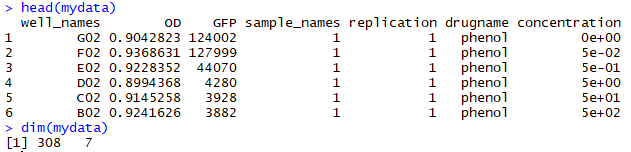 > head(mydata)
  well_names        OD    GFP sample_names replication drugname concentration
1        G02 0.9042823 124002            1           1   phenol         0e+00
2        F02 0.9368631 127999            1           1   phenol         5e-02
3        E02 0.9228352  44070            1           1   phenol         5e-01
4        D02 0.8994368   4280            1           1   phenol         5e+00
5        C02 0.9145258   3928            1           1   phenol         5e+01
6        B02 0.9241626   3882            1           1   phenol         5e+02
> dim(mydata)
[1] 308   7